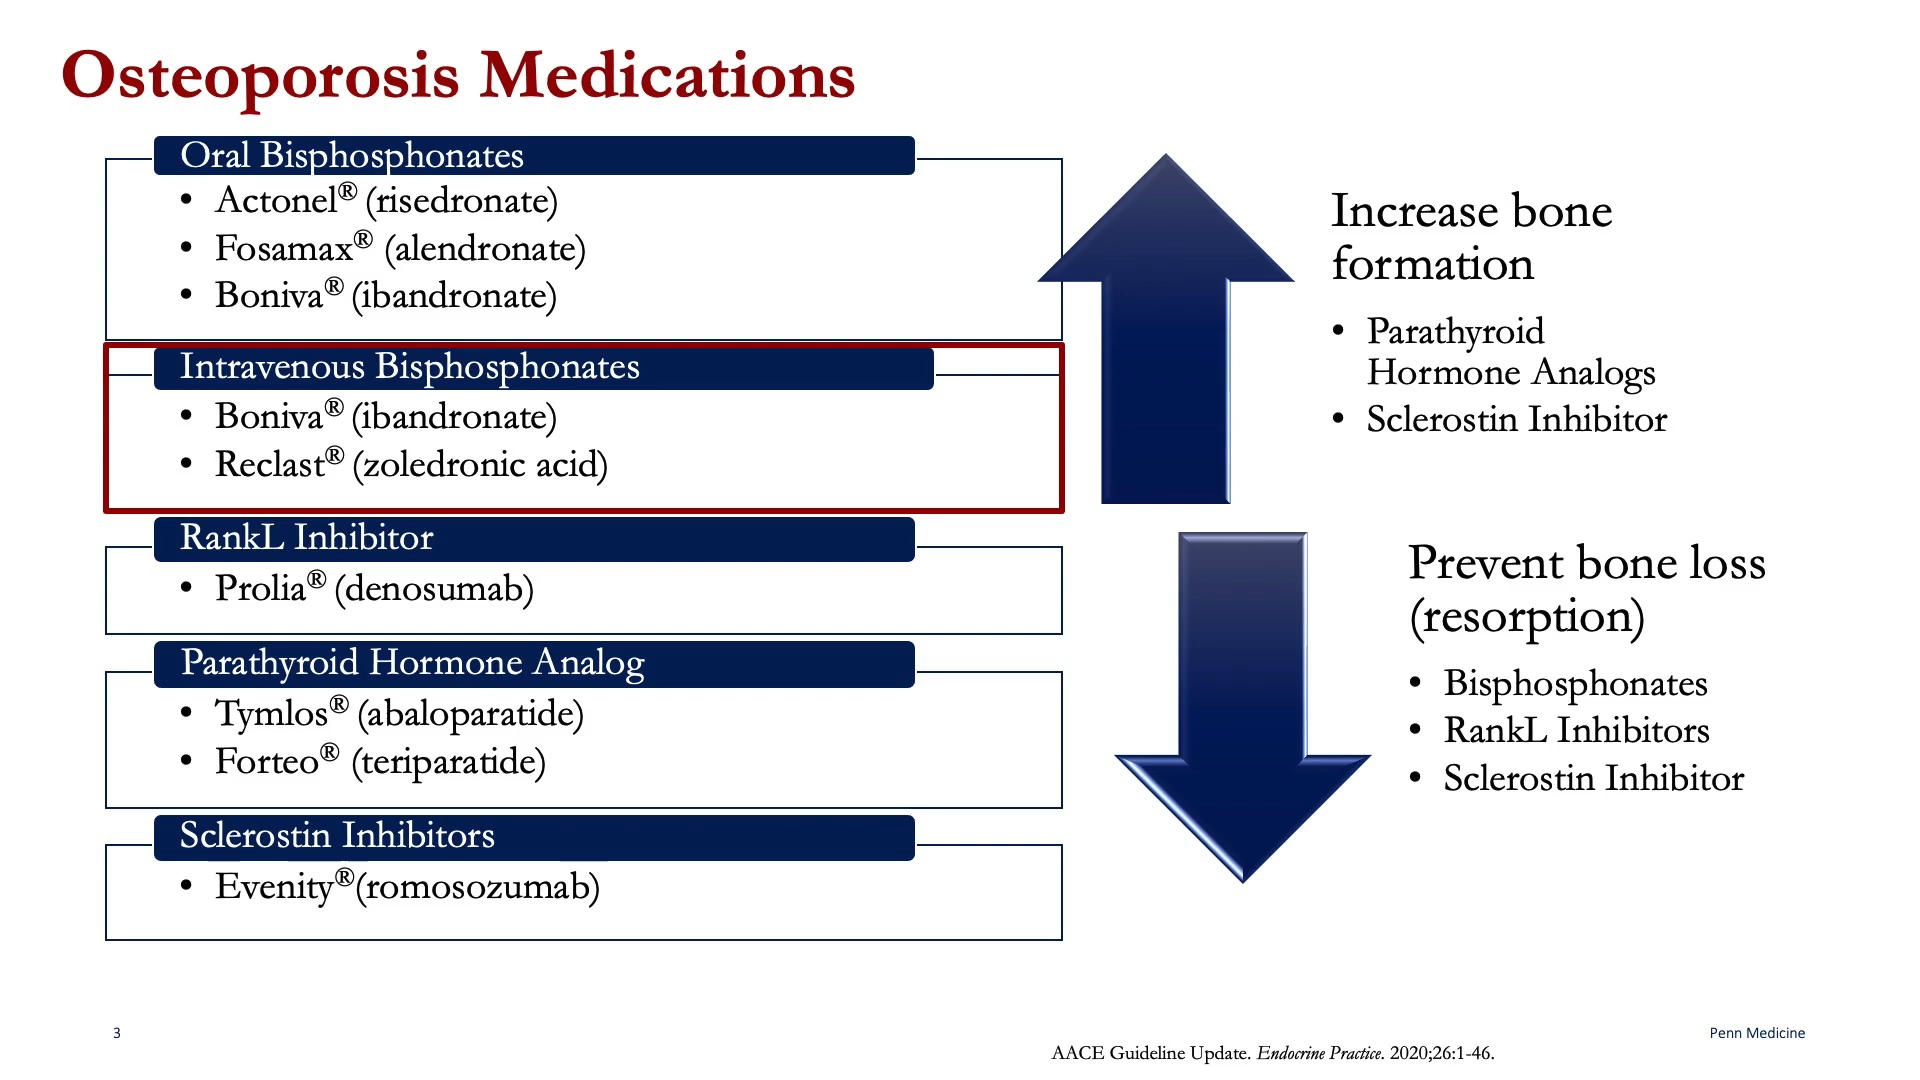 Osteoporosis Medications
Oral Bisphosphonates
• Actonel® (risedronate)
• Fosamax® (alendronate)
• Boniva® (ibandronate)
Intravenous Bisphosphonates
• Boniva® (ibandronate)
• Reclast® (zoledronic acid)
RankL Inhibitor
• Prolia® (denosumab)
Parathyroid Hormone Analog
• Tymlos® (abaloparatide)
• Forteo® (teriparatide)
Sclerostin Inhibitors
• Evenity®(romosozumab)
Increase bone
formation
• Parathyroid
Hormone Analogs
• Sclerostin Inhibitor
Prevent bone loss
(resorption)
• Bisphosphonates
• RankL Inhibitors
• Sclerostin Inhibitor
3
Penn Medicine
AACE Guideline Update. Endocrine Practice. 2020;26:1-46.